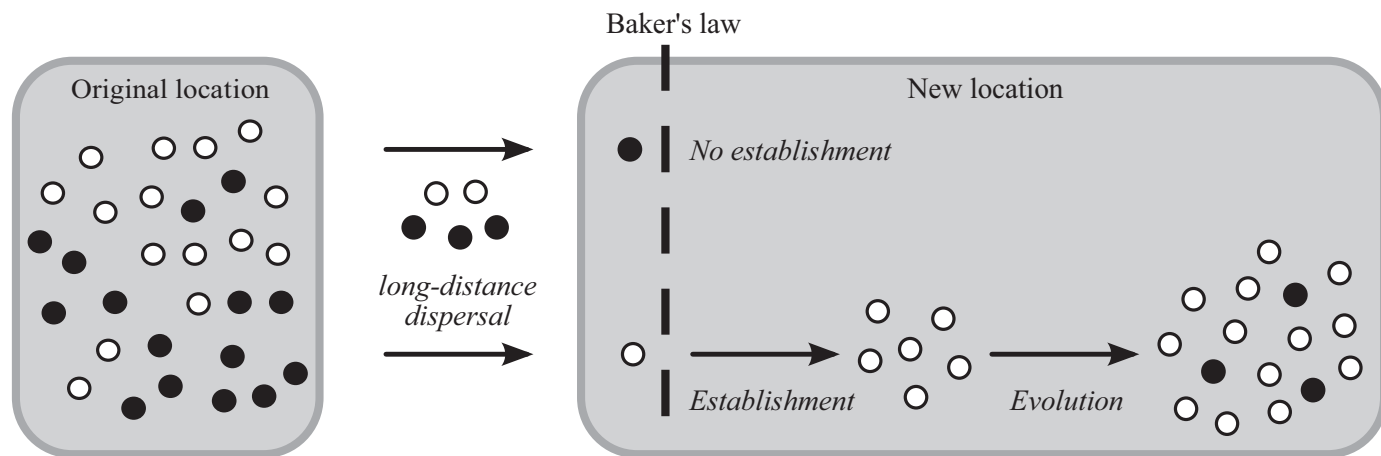 Baker's law
Original location
New location
No establishment
long-distance
dispersal
Establishment
Evolution